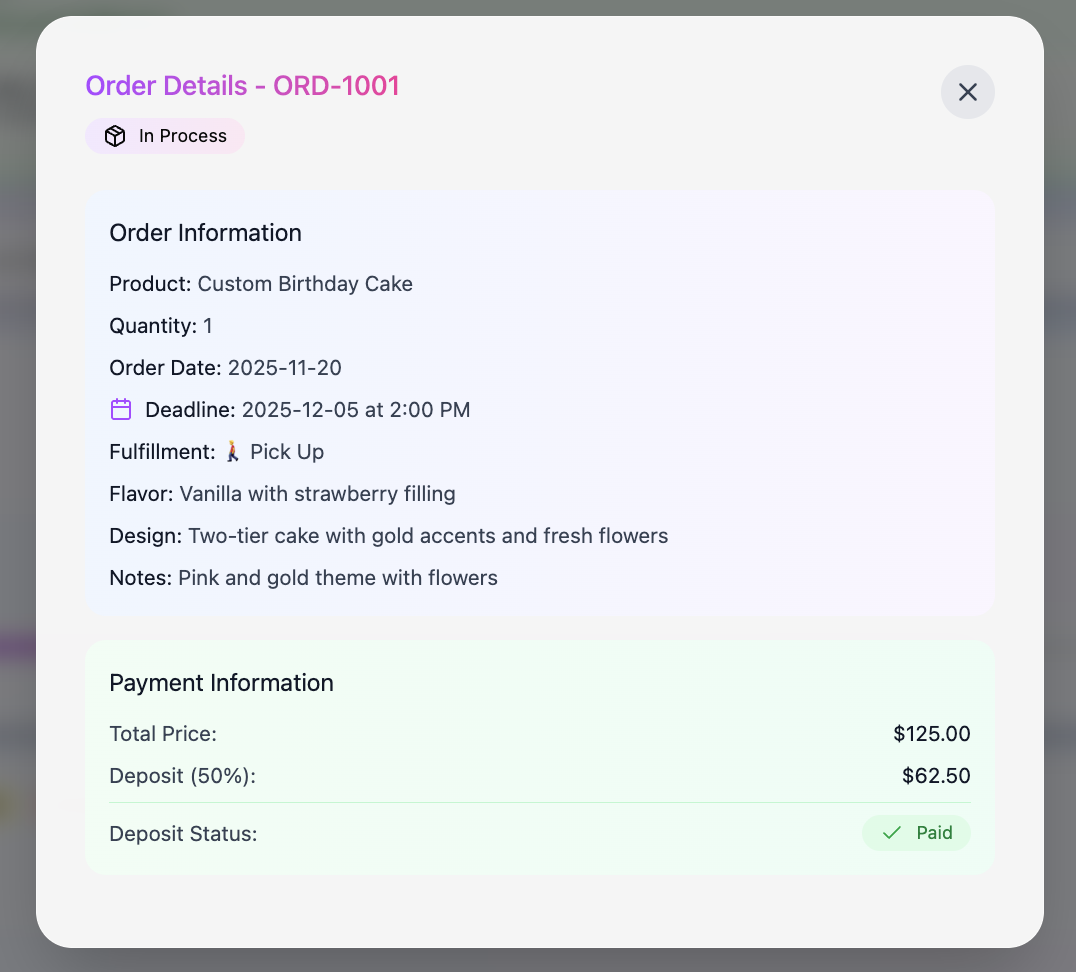 Order Details - ORD-1001
In Process
Order Information
Product: Custom Birthday Cake
Quantity: 1
Order Date: 2025-11-20
Deadline: 2025-12-05 at 2:00 PM
Fulfillment: 🚶 Pick Up
Flavor: Vanilla with strawberry filling
Design: Two-tier cake with gold accents and fresh flowers
Notes: Pink and gold theme with flowers
Payment Information
Total Price: $125.00
Deposit (50%): $62.50
Deposit Status: Paid